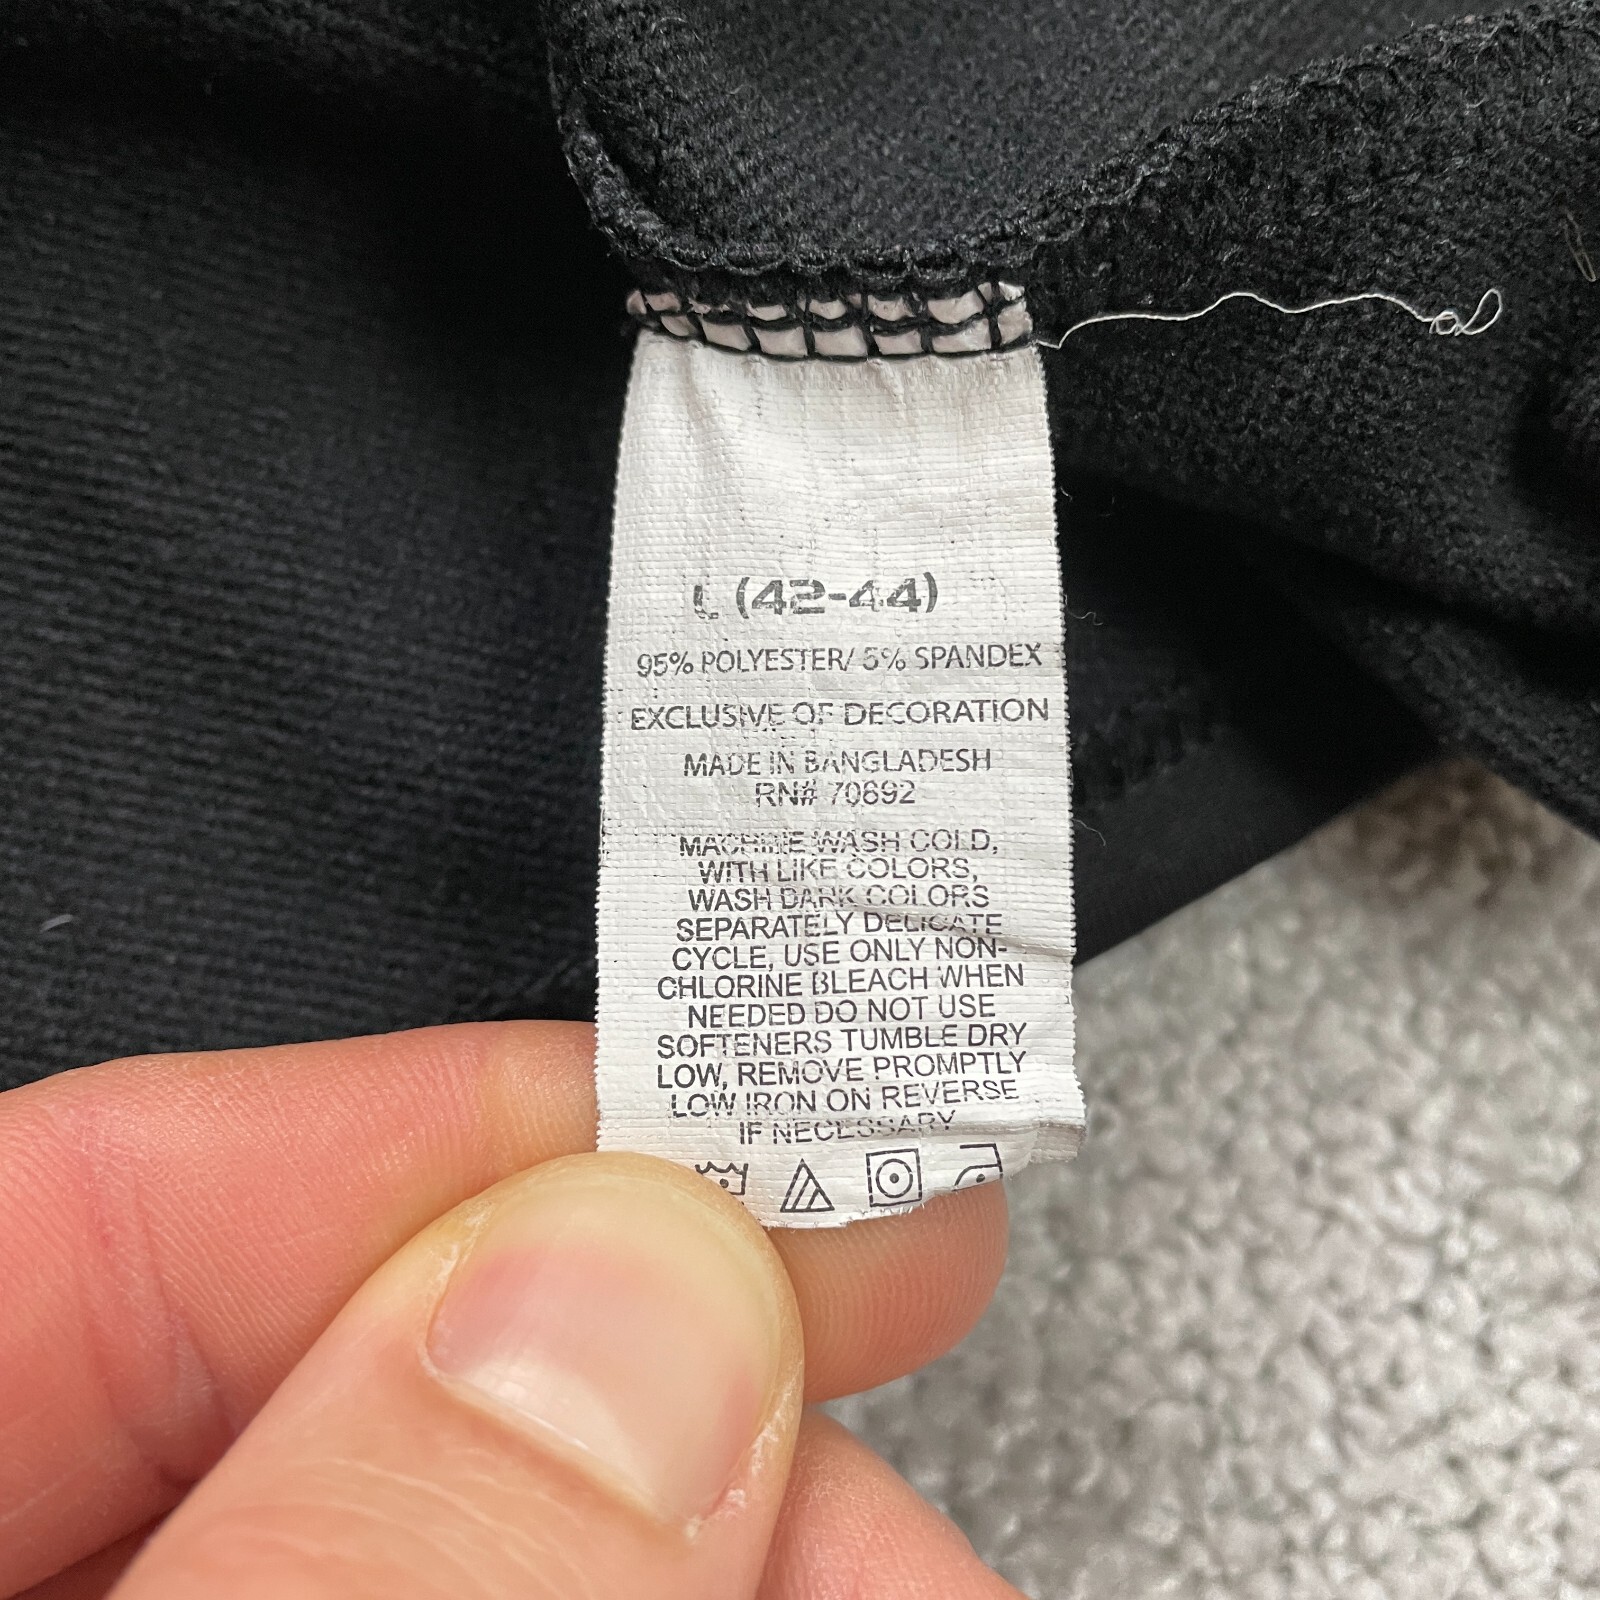 L (42-44)
95% POLYESTER/ 5% SPANDEX
EXCLUSIVE OF DECORATION
MADE IN BANGLADESH
RN# 70892
MACHINE WASH COLD,
WITH LIKE COLORS,
WASH DARK COLORS
SEPARATELY DELICATE
CYCLE, USE ONLY NON-
CHLORINE BLEACH WHEN
NEEDED DO NOT USE
SOFTENERS TUMBLE DRY
LOW, REMOVE PROMPTLY
LOW IRON ON REVERSE
IF NECESSARY